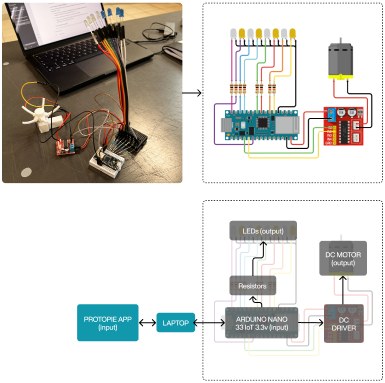 LEDs (output)
DC MOTOR
(output)
Resistors
PROTOPIE APP
(input)
LAPTOP
ARDUINO NANO
33 IoT 3.3v (input)
DC
DRIVER